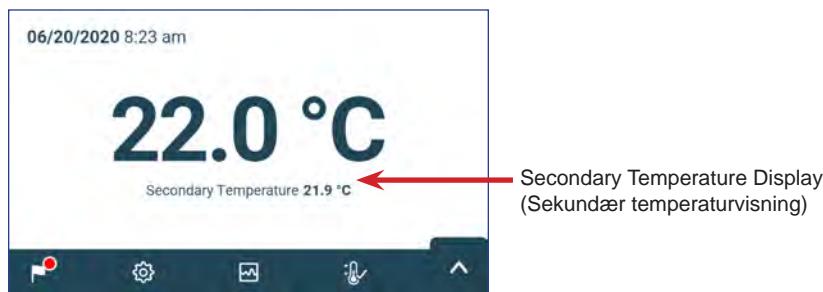 06/20/2020 8:23 am
22.0 °C
Secondary Temperature 21.9 °C
Secondary Temperature Display
(Sekundær temperaturvisning)